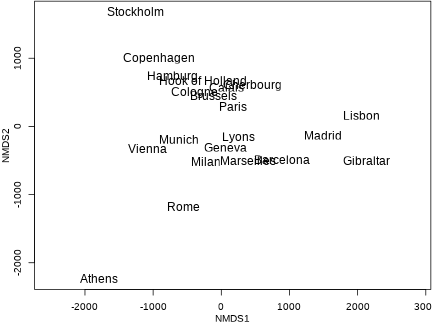 Stockholm
Copenhagen
Hamburg
Hook of Holland
Calais
Cherbourg
Cologne
Brussels
Paris
Lisbon
Madrid
Lyons
Munich
Geneva
Vienna
Milan
Marseilles
Barcelona
Gibraltar
Rome
Athens
1000
0
-1000
-2000
NMDS2
-2000
-1000
0
1000
2000
300
NMDS1